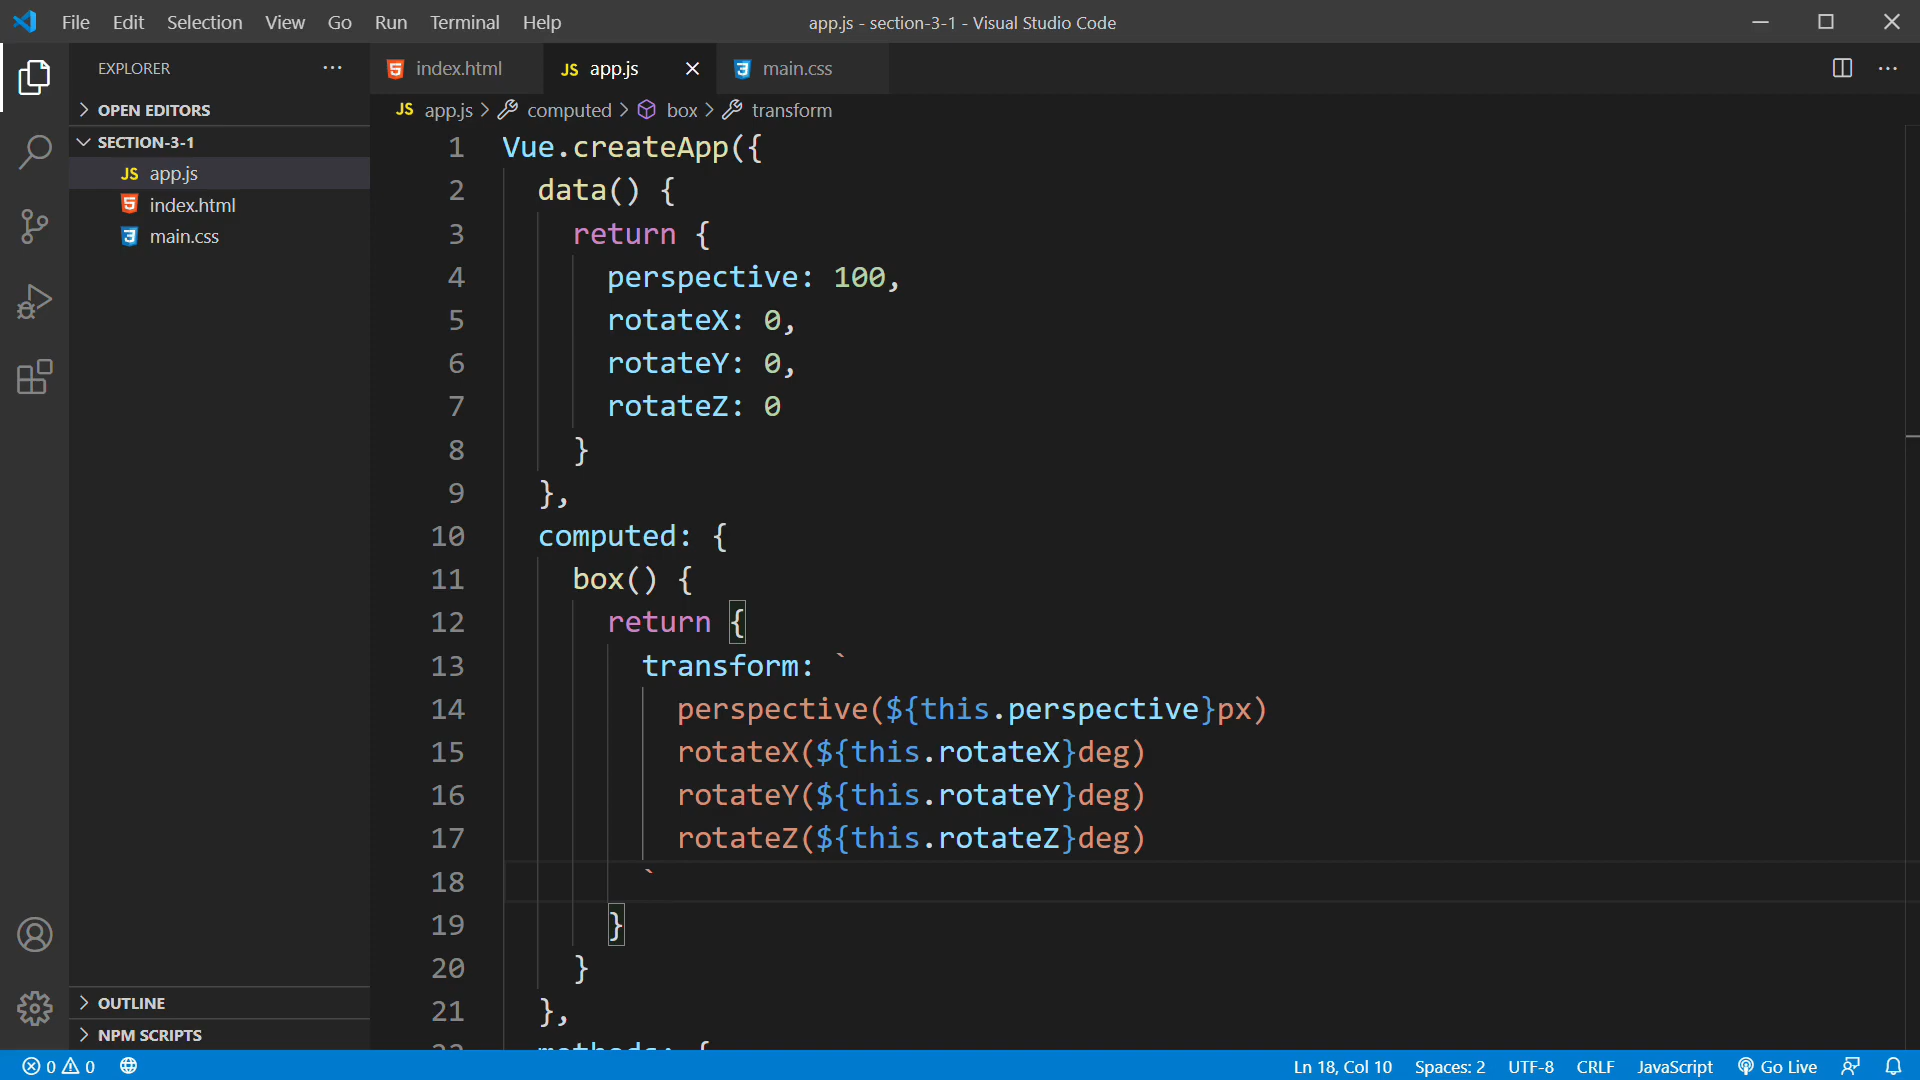 File Edit Selection View Go Run Terminal Help
app.js - section-3-1 - Visual Studio Code
EXPLORER
OPEN EDITORS
SECTION-3-1
JS app.js
index.html
main.css
OUTLINE
NPM SCRIPTS
index.html
JS app.js
main.css
JS app.js > computed > box > transform
1 Vue.createApp({
2 data() {
3 return {
4 perspective: 100,
5 rotateX: 0,
6 rotateY: 0,
7 rotateZ: 0
8 }
9 },
10 computed: {
11 box() {
12 return {
13 transform: `
14 perspective(${this.perspective}px)
15 rotateX(${this.rotateX}deg)
16 rotateY(${this.rotateY}deg)
17 rotateZ(${this.rotateZ}deg)
18 `
19 }
20 }
21 },
22 methods: {
0 0
Ln 18, Col 10 Spaces: 2 UTF-8 CRLF JavaScript Go Live